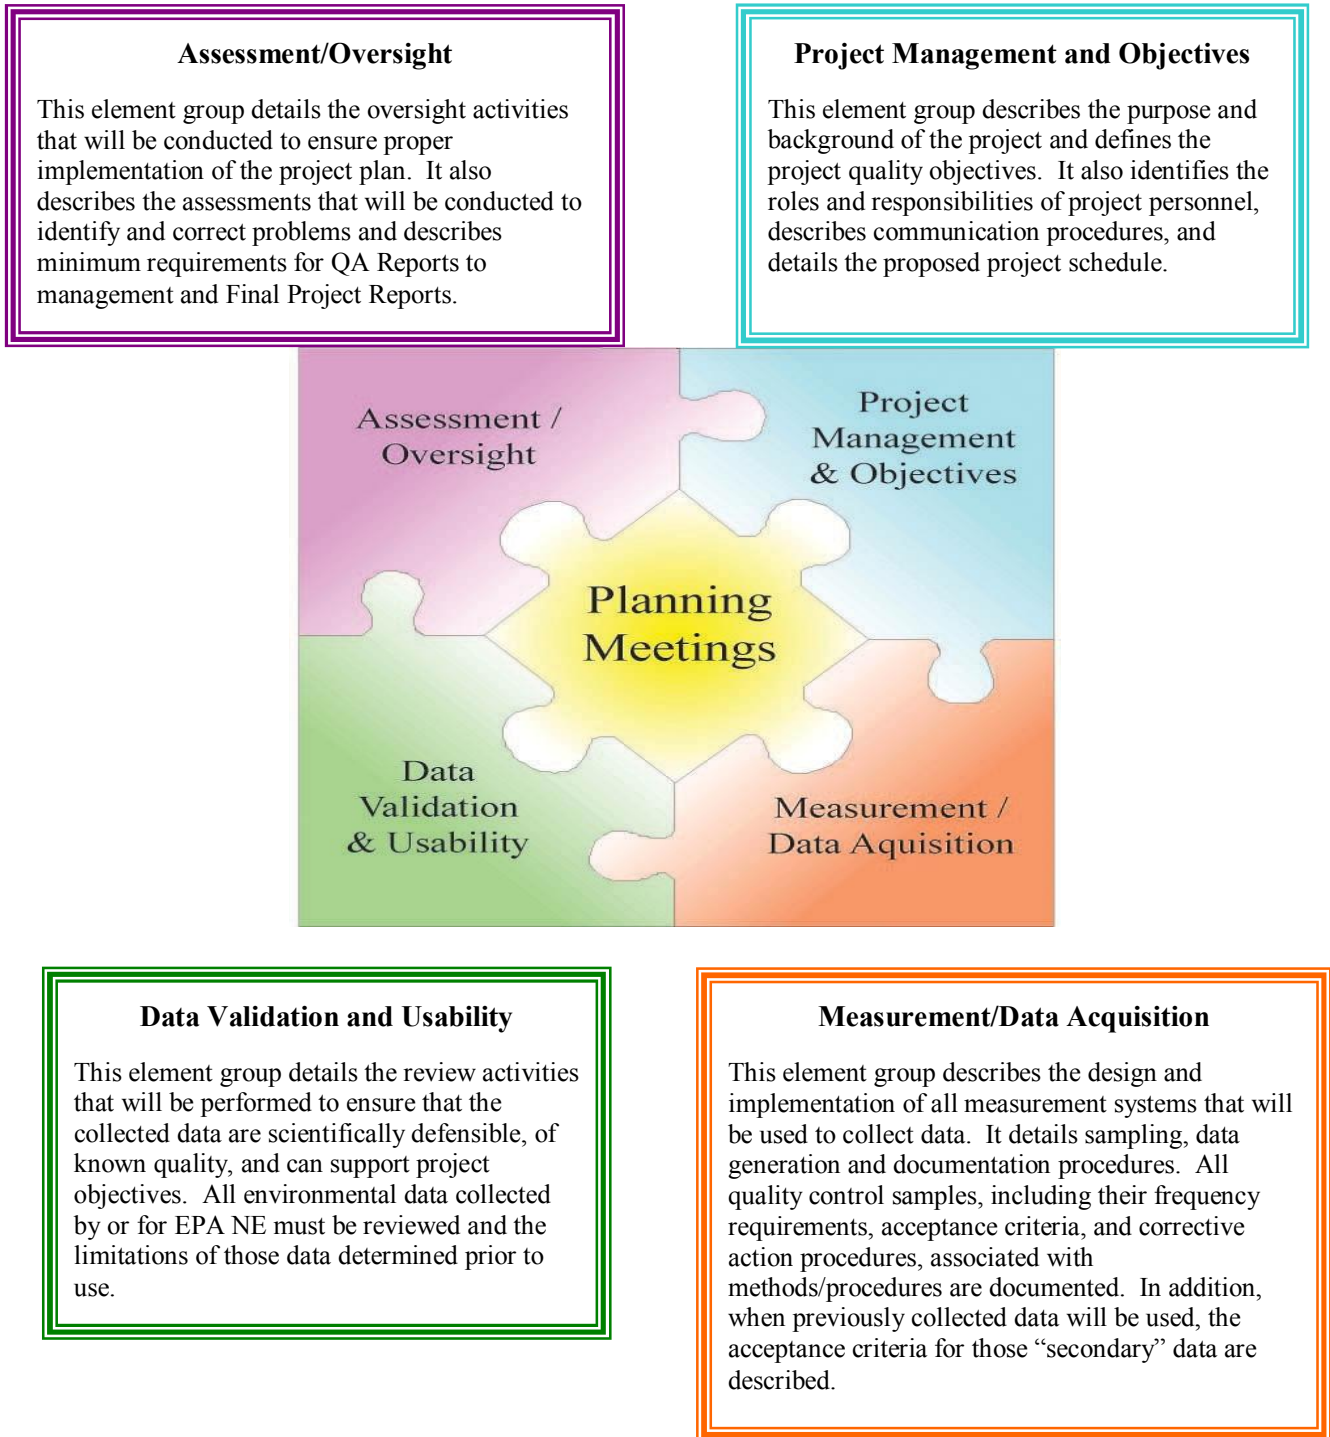 Assessment/Oversight
This element group details the oversight activities
that will be conducted to ensure proper
implementation of the project plan.  It also
describes the assessments that will be conducted to
identify and correct problems and describes
minimum requirements for QA Reports to
management and Final Project Reports.
Project Management and Objectives
This element group describes the purpose and
background of the project and defines the
project quality objectives.  It also identifies the
roles and responsibilities of project personnel,
describes communication procedures, and
details the proposed project schedule.
Assessment /
Oversight
Project
Management
& Objectives
Planning
Meetings
Data
Validation
& Usability
Measurement /
Data Aquisition
Data Validation and Usability
This element group details the review activities
that will be performed to ensure that the
collected data are scientifically defensible, of
known quality, and can support project
objectives.  All environmental data collected
by or for EPA NE must be reviewed and the
limitations of those data determined prior to
use.
Measurement/Data Acquisition
This element group describes the design and
implementation of all measurement systems that will
be used to collect data.  It details sampling, data
generation and documentation procedures.  All
quality control samples, including their frequency
requirements, acceptance criteria, and corrective
action procedures, associated with
methods/procedures are documented.  In addition,
when previously collected data will be used, the
acceptance criteria for those “secondary” data are
described.